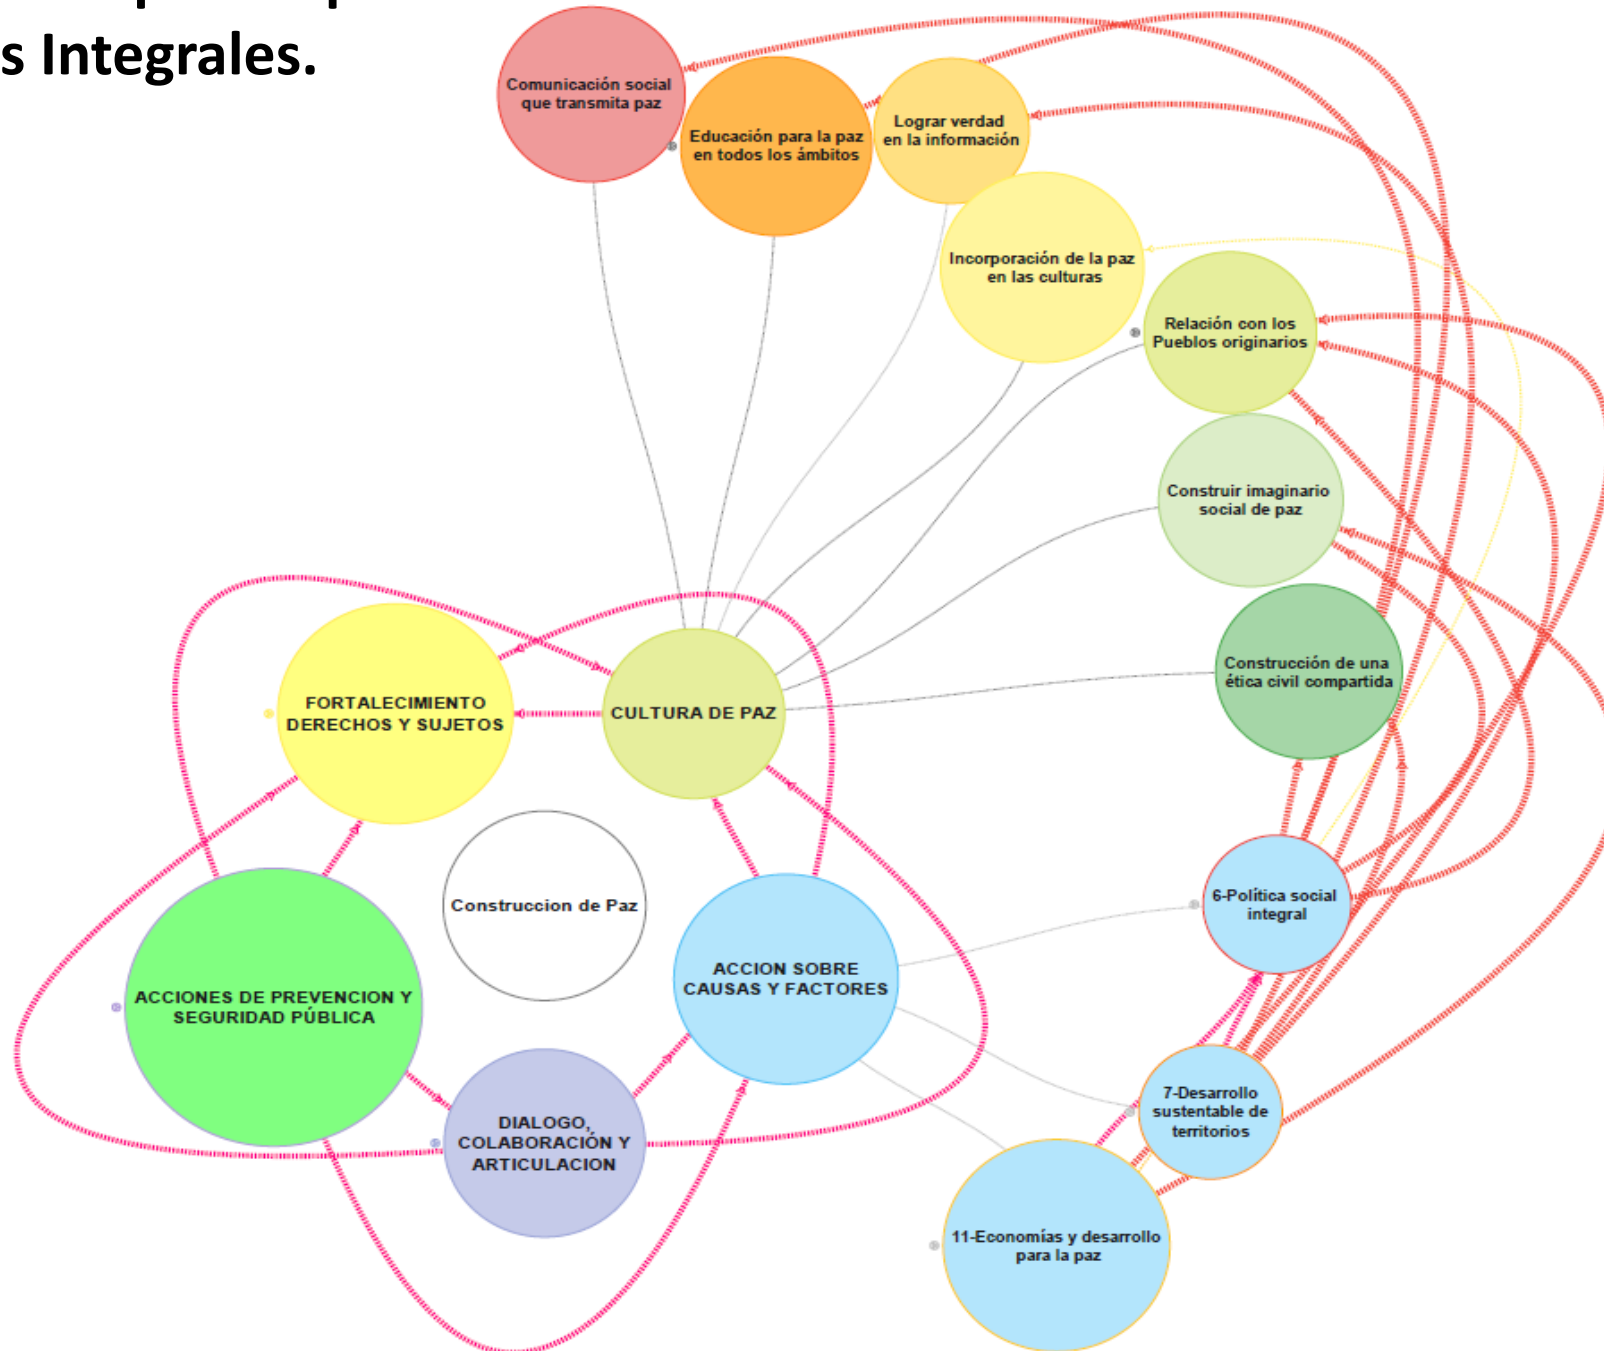 s Integrales.
Comunicación social
que transmita paz
Educación para la paz
en todos los ámbitos
Lograr verdad
en la información
Incorporación de la paz
en las culturas
Relación con los
Pueblos originarios
Construir imaginario
social de paz
Construcción de una
ética civil compartida
FORTALECIMIENTO
DERECHOS Y SUJETOS
CULTURA DE PAZ
Construccion de Paz
6-Política social
integral
ACCION SOBRE
CAUSAS Y FACTORES
ACCIONES DE PREVENCION Y
SEGURIDAD PÚBLICA
7-Desarrollo
sustentable de
territorios
DIALOGO,
COLABORACIÓN Y
ARTICULACION
11-Economías y desarrollo
para la paz